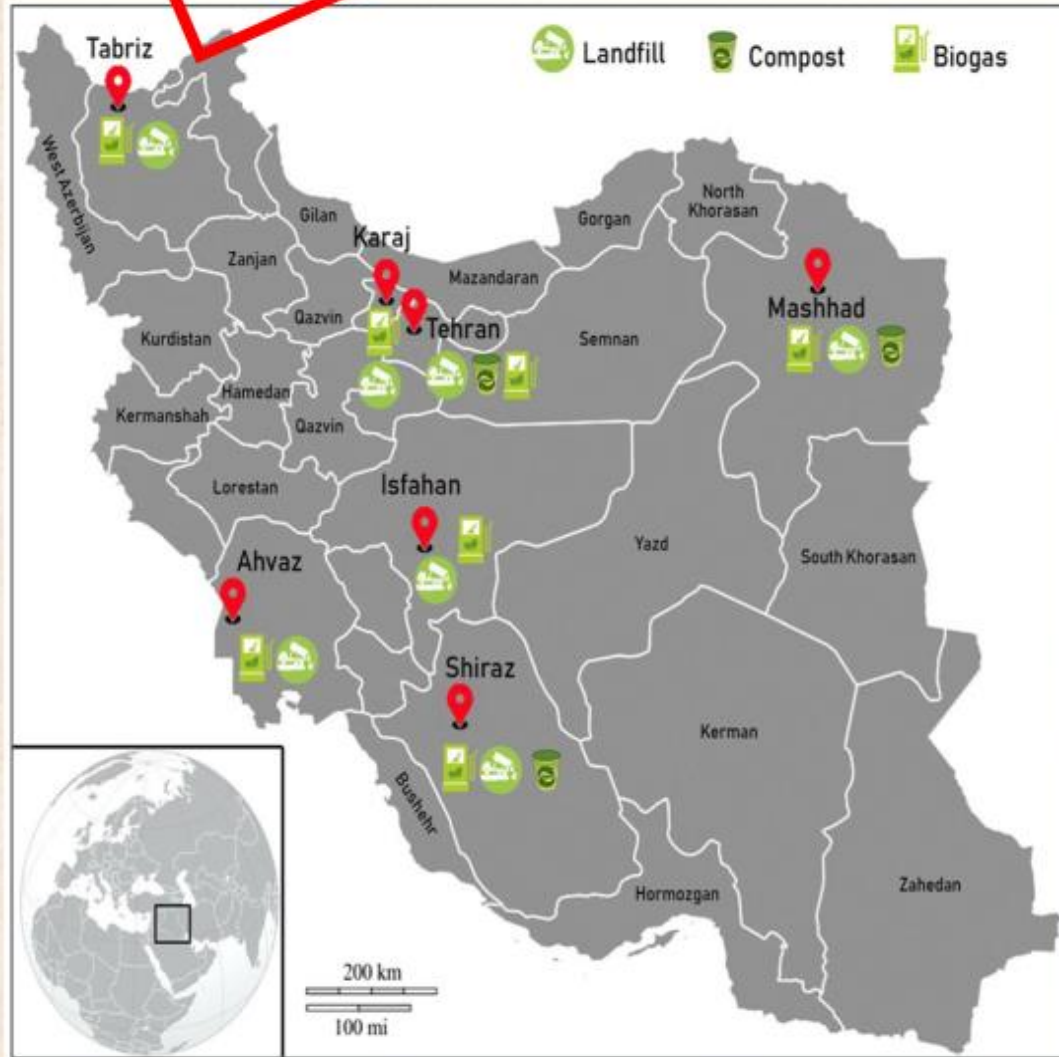 Tabriz
Landfill
Compost
Biogas
West Azerbijan
Gilan
Karaj
Zanjan
Mazandaran
Gorgan
North
Khorasan
Qazvin
Tehran
Mashhad
Kurdistan
Semnan
Hamedan
Kermanshah
Qazvin
Lorestan
Isfahan
Yazd
South Khorasan
Ahvaz
Shiraz
Kerman
Bushehr
Hormozgan
Zahedan
200 km
100 mi